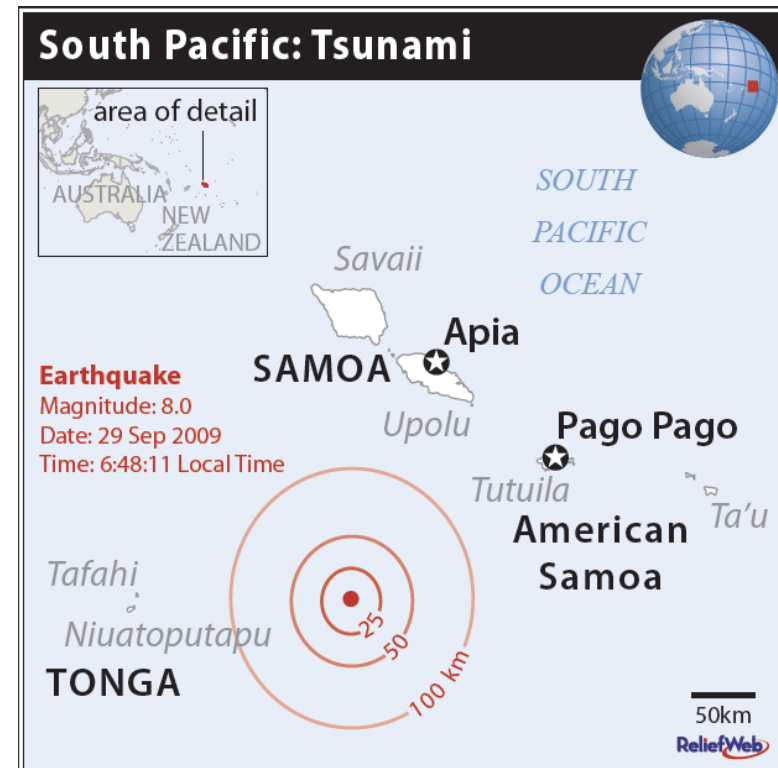 South Pacific: Tsunami
area of detail
AUSTRALIA
NEW
ZEALAND
SOUTH
PACIFIC
OCEAN
Savaii
Apia
SAMOA
Upolu
Earthquake
Magnitude: 8.0
Date: 29 Sep 2009
Time: 6:48:11 Local Time
Pago Pago
Tutuila
Ta'u
American
Samoa
Tafahi
Niuatoputapu
TONGA
25
50
100 km
50km
ReliefWeb